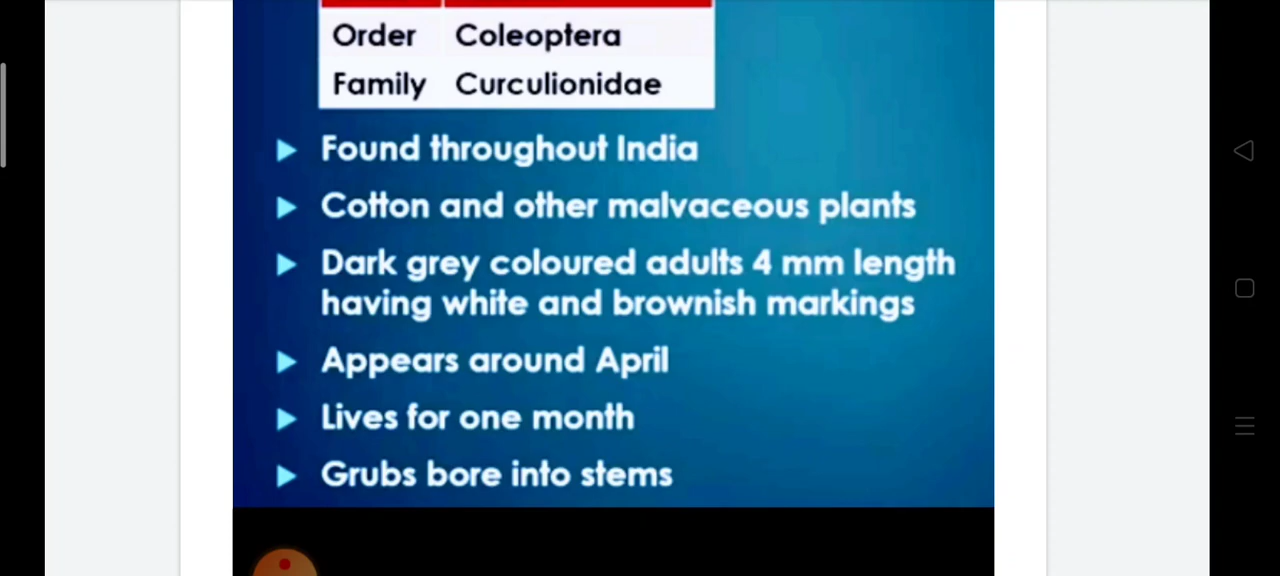 Order Coleoptera
Family Curculionidae
Found throughout India
Cotton and other malvaceous plants
Dark grey coloured adults 4 mm length
having white and brownish markings
Appears around April
Lives for one month
Grubs bore into stems